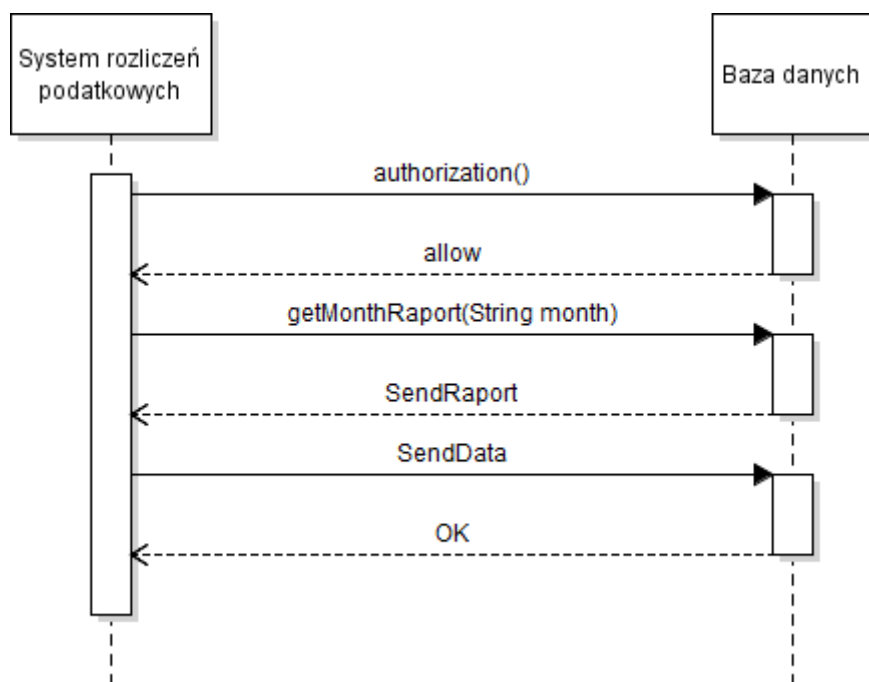 System rozliczeń
podatkowych
Baza danych
authorization()
allow
getMonthRaport(String month)
SendRaport
SendData
OK